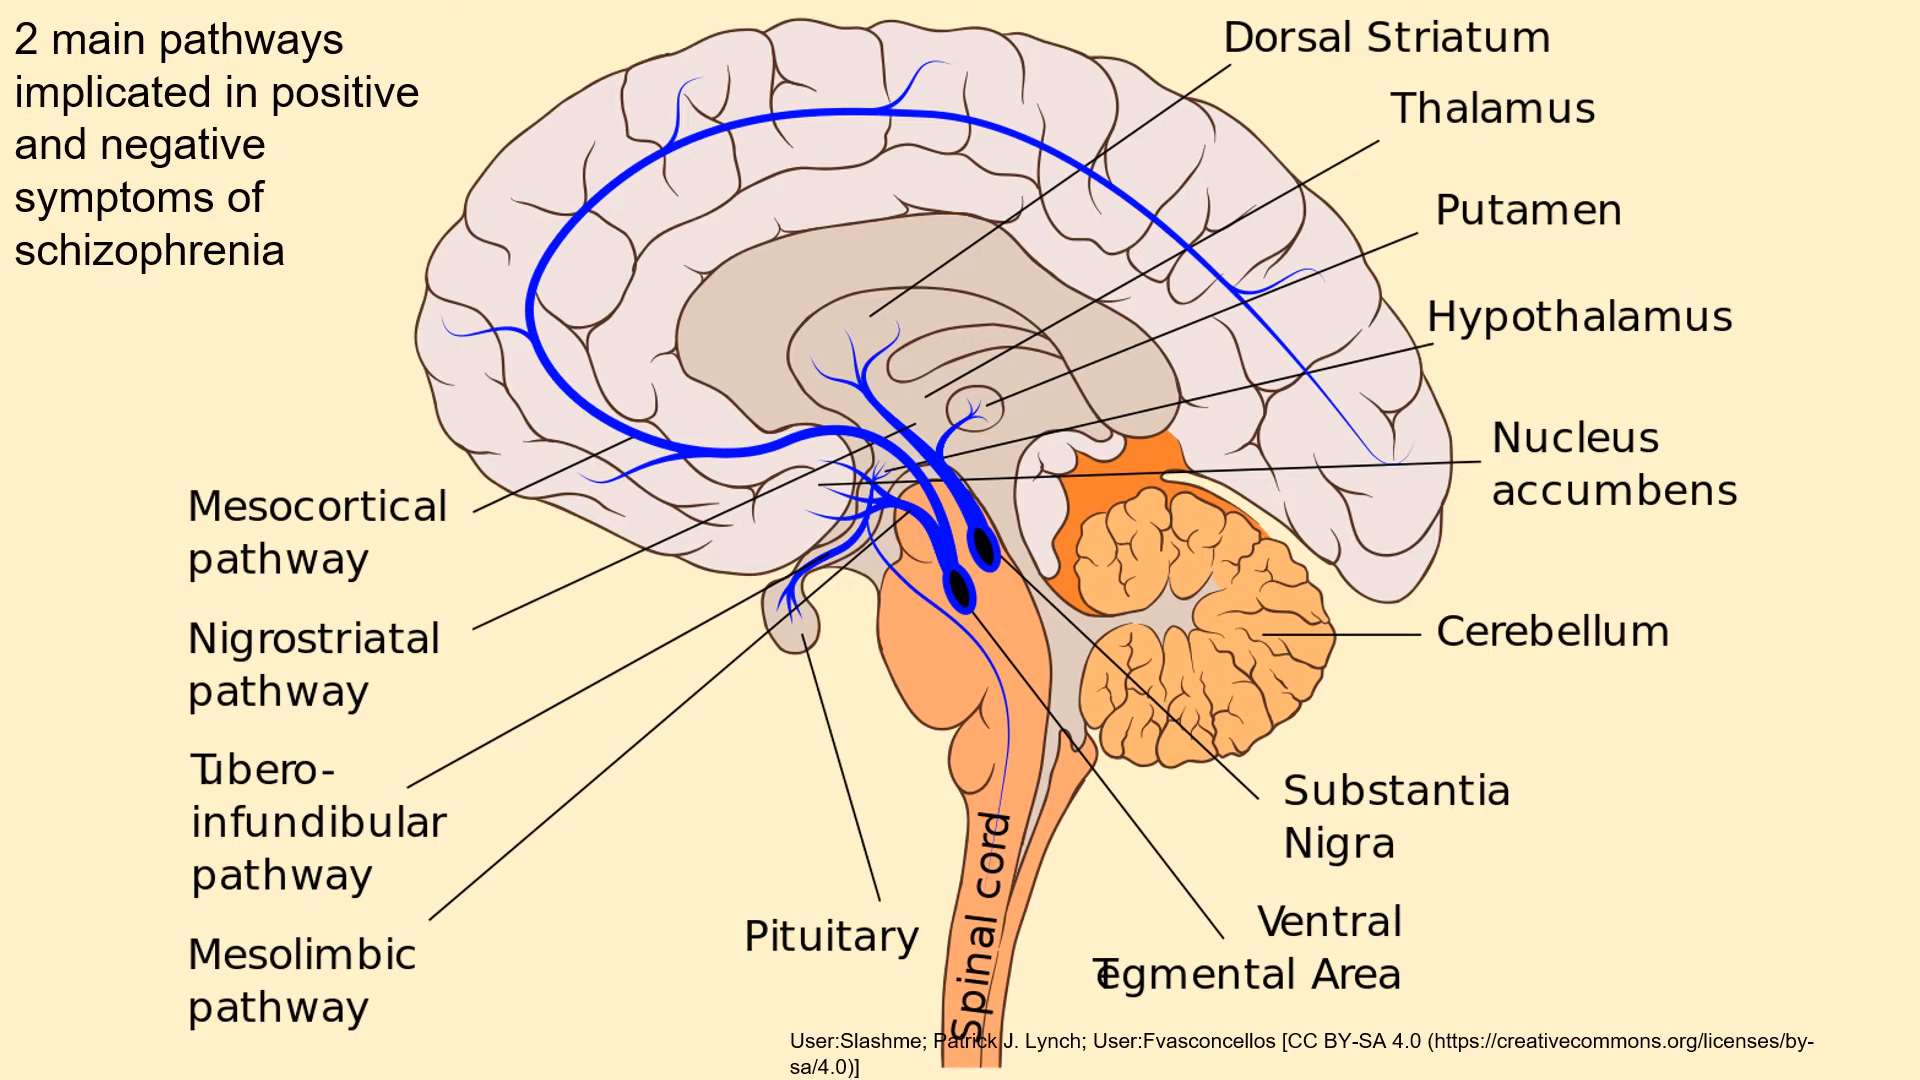 2 main pathways
implicated in positive
and negative
symptoms of
schizophrenia
Dorsal Striatum
Thalamus
Putamen
Hypothalamus
Nucleus
accumbens
Cerebellum
Substantia
Nigra
Ventral
Tegmental Area
Mesocortical
pathway
Nigrostriatal
pathway
Tubero-
infundibular
pathway
Mesolimbic
pathway
Pituitary
Spinal cord
User:Slashme; Patrick J. Lynch; User:Fvasconcellos [CC BY-SA 4.0 (https://creativecommons.org/licenses/by-
sa/4.0)]